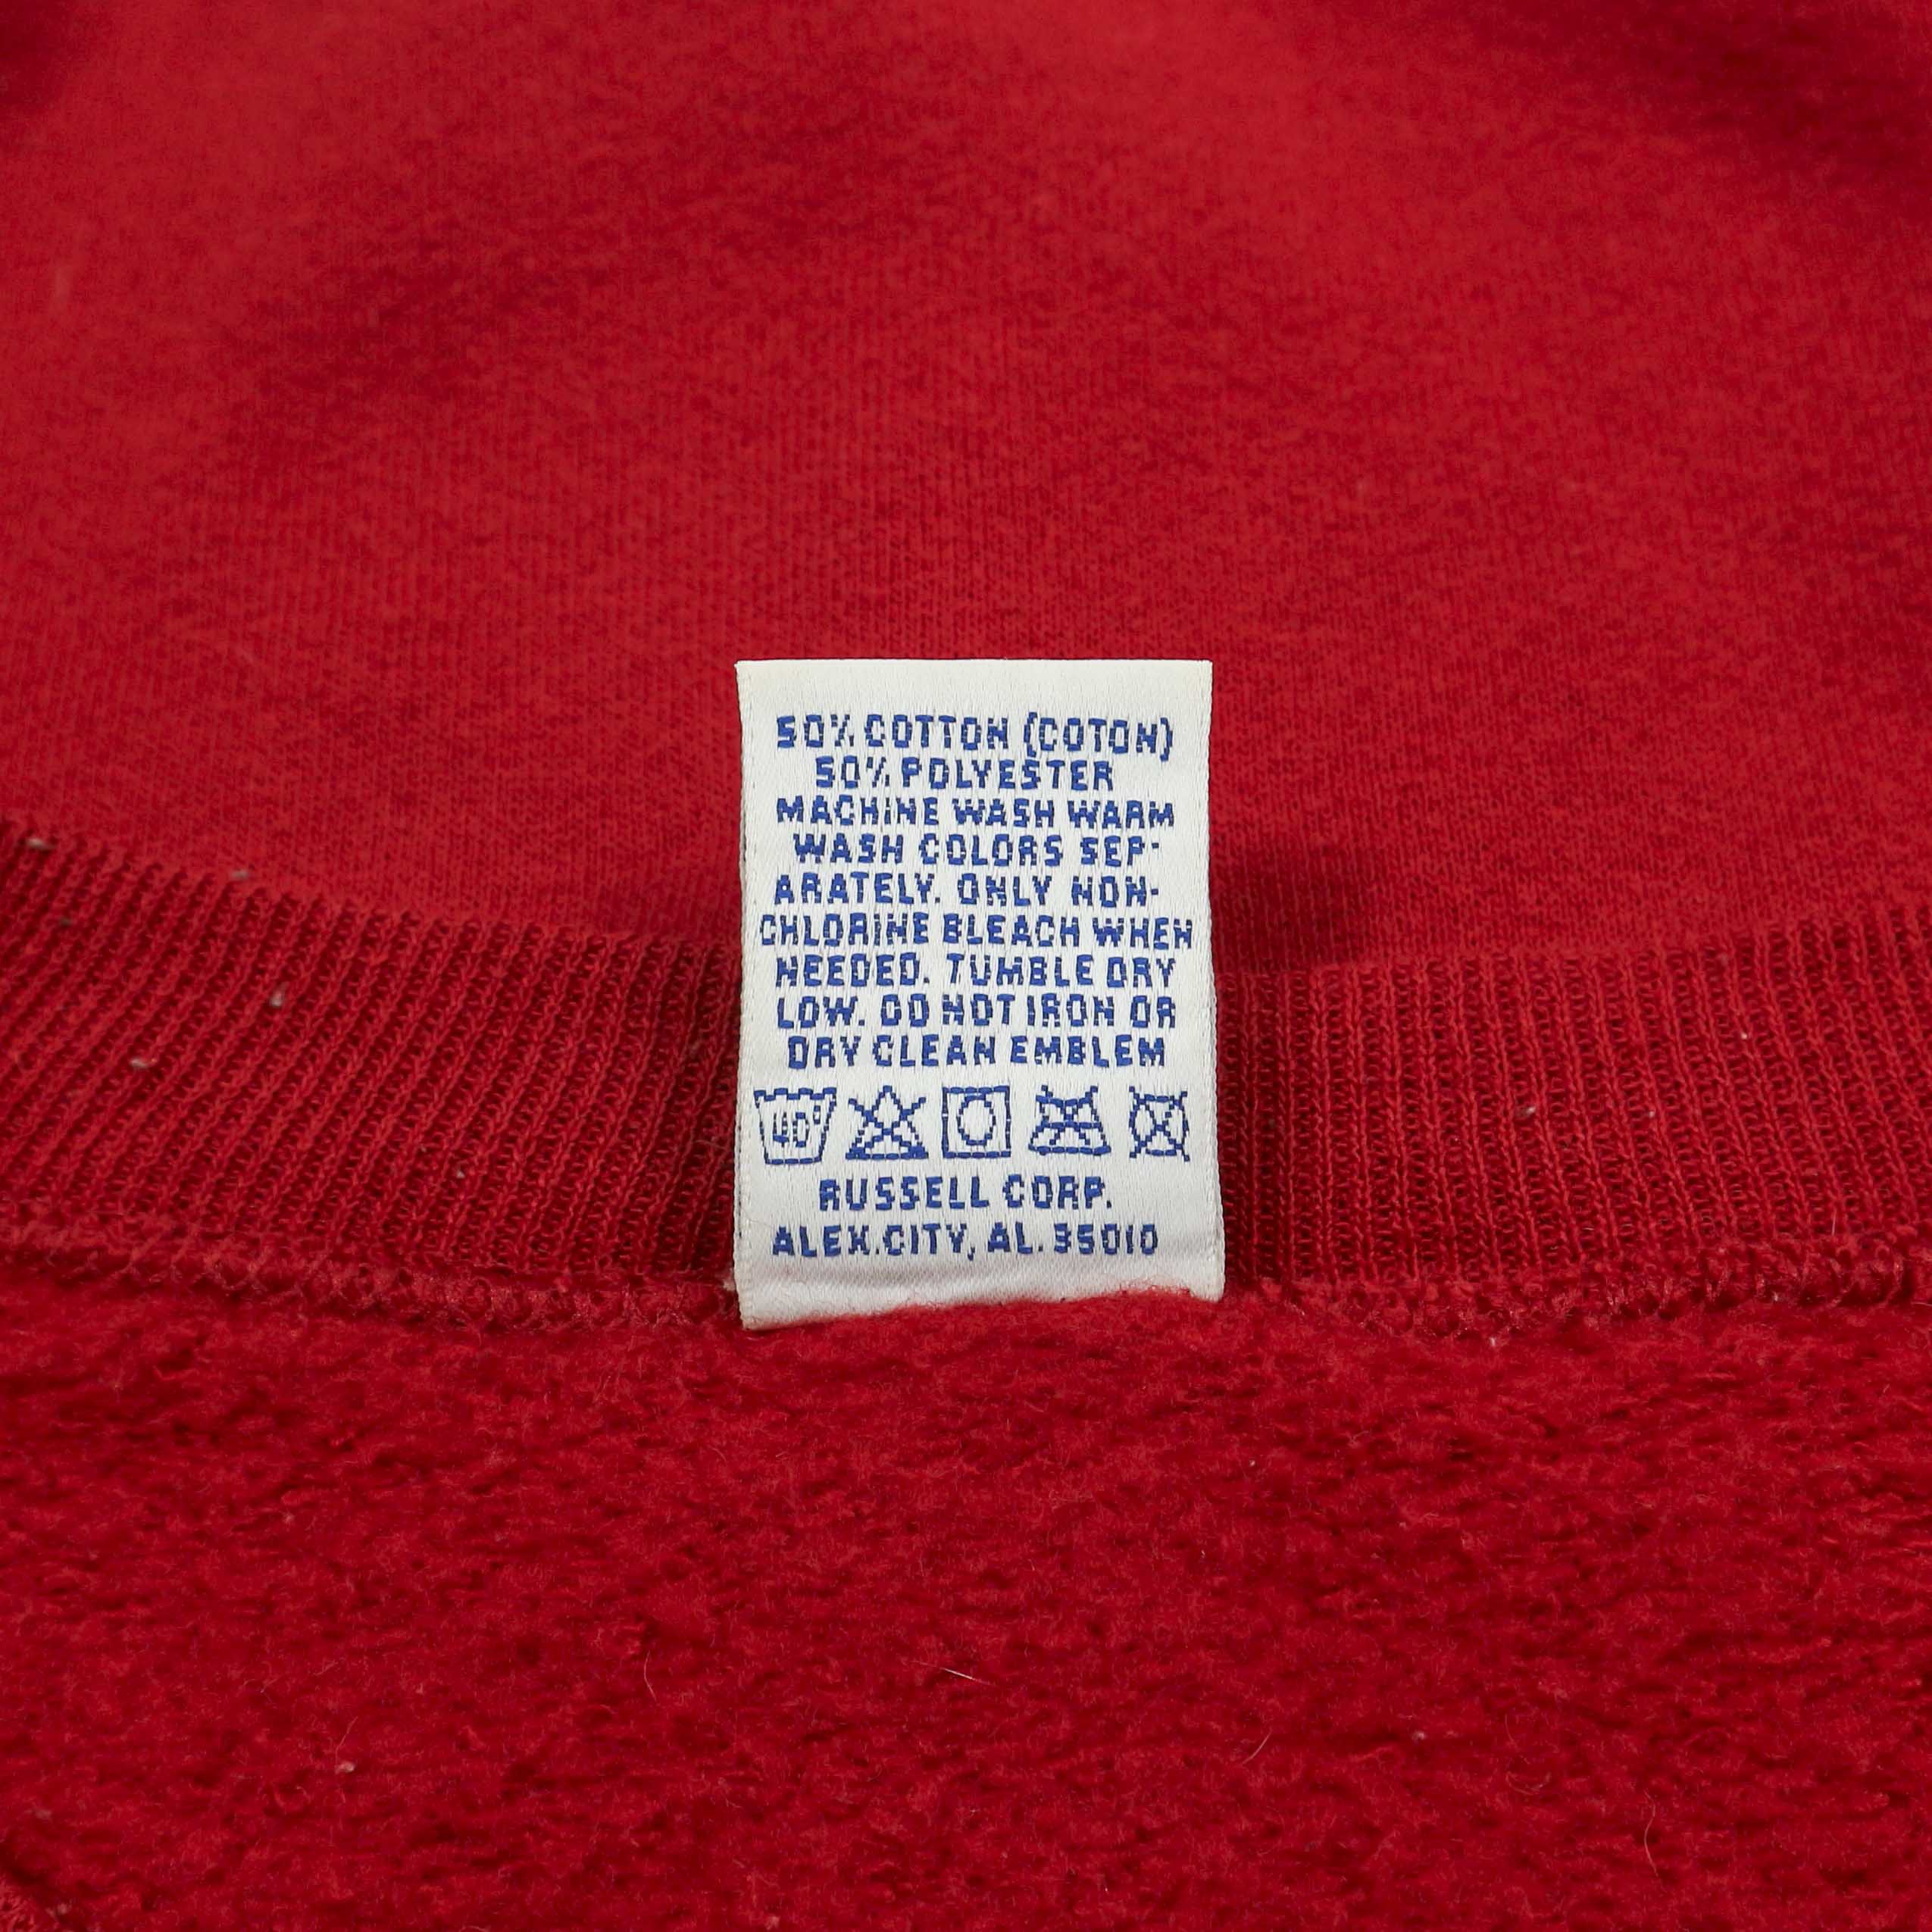 50% COTTON (COTON)
50% POLYESTER
MACHINE WASH WARM
WASH COLORS SEP-
ARATELY. ONLY NON-
CHLORINE BLEACH WHEN
NEEDED. TUMBLE DRY
LOW. DO NOT IRON OR
DRY CLEAN EMBLEM
40°
RUSSELL CORP.
ALEX.CITY, AL. 35010